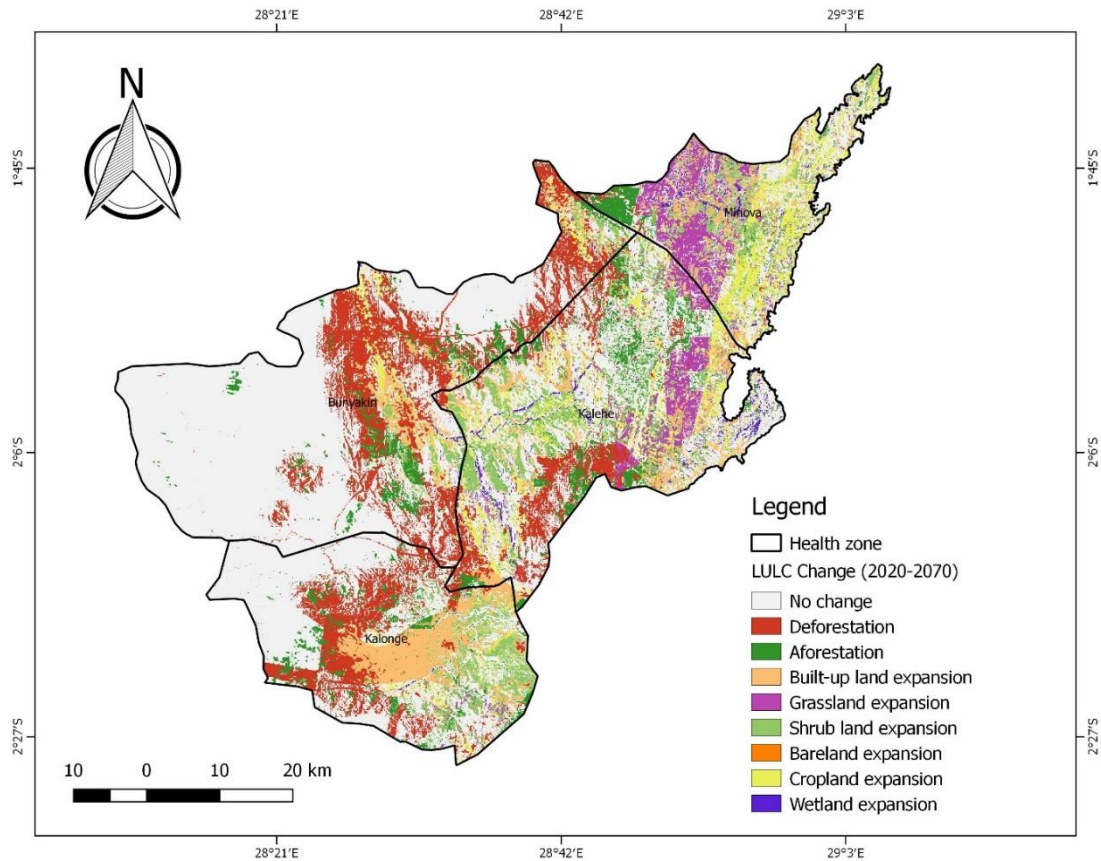 28°21'E 28°42'E 29°3'E
N
1°45'S 1°45'S
Minova
Bunyakiri
Kalehe
2°6'S 2°6'S
Legend
Health zone
LULC Change (2020-2070)
No change
Deforestation
Aforestation
Kalonge
Built-up land expansion
Grassland expansion
Shrub land expansion
2°27'S 2°27'S
Bareland expansion
10 0 10 20 km
Cropland expansion
Wetland expansion
28°21'E 28°42'E 29°3'E